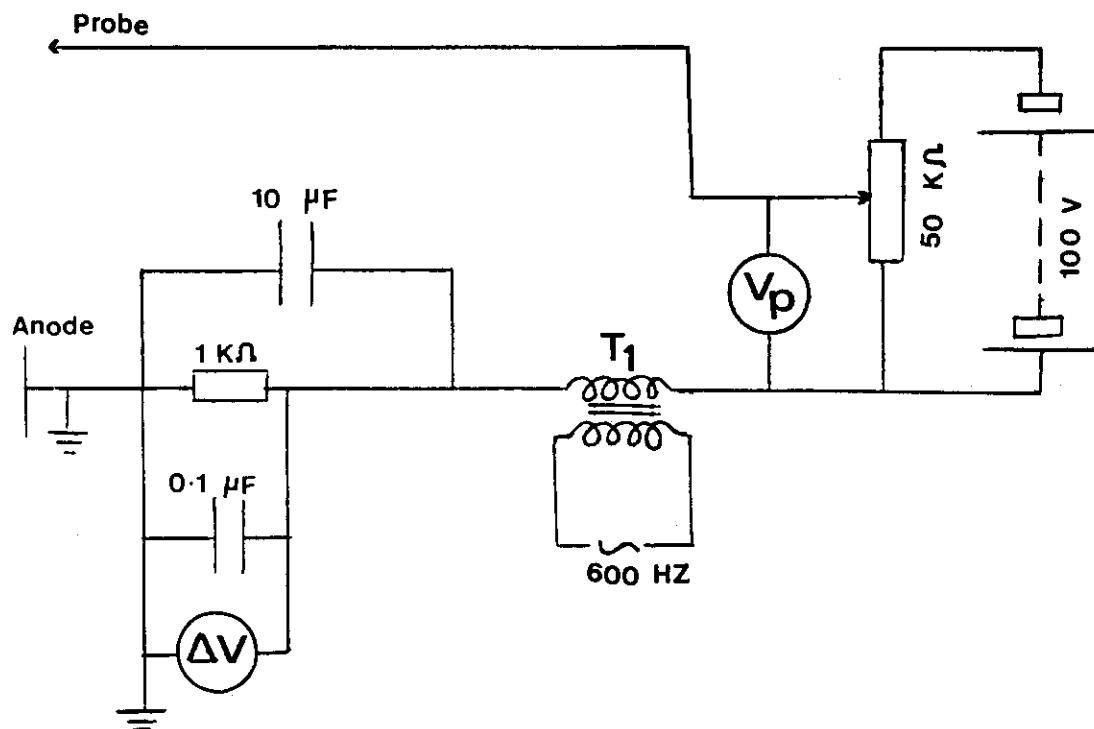 Probe
10 µF
50 KΩ
100 V
Vp
Anode
1 KΩ
T1
0·1 µF
600 HZ
ΔV